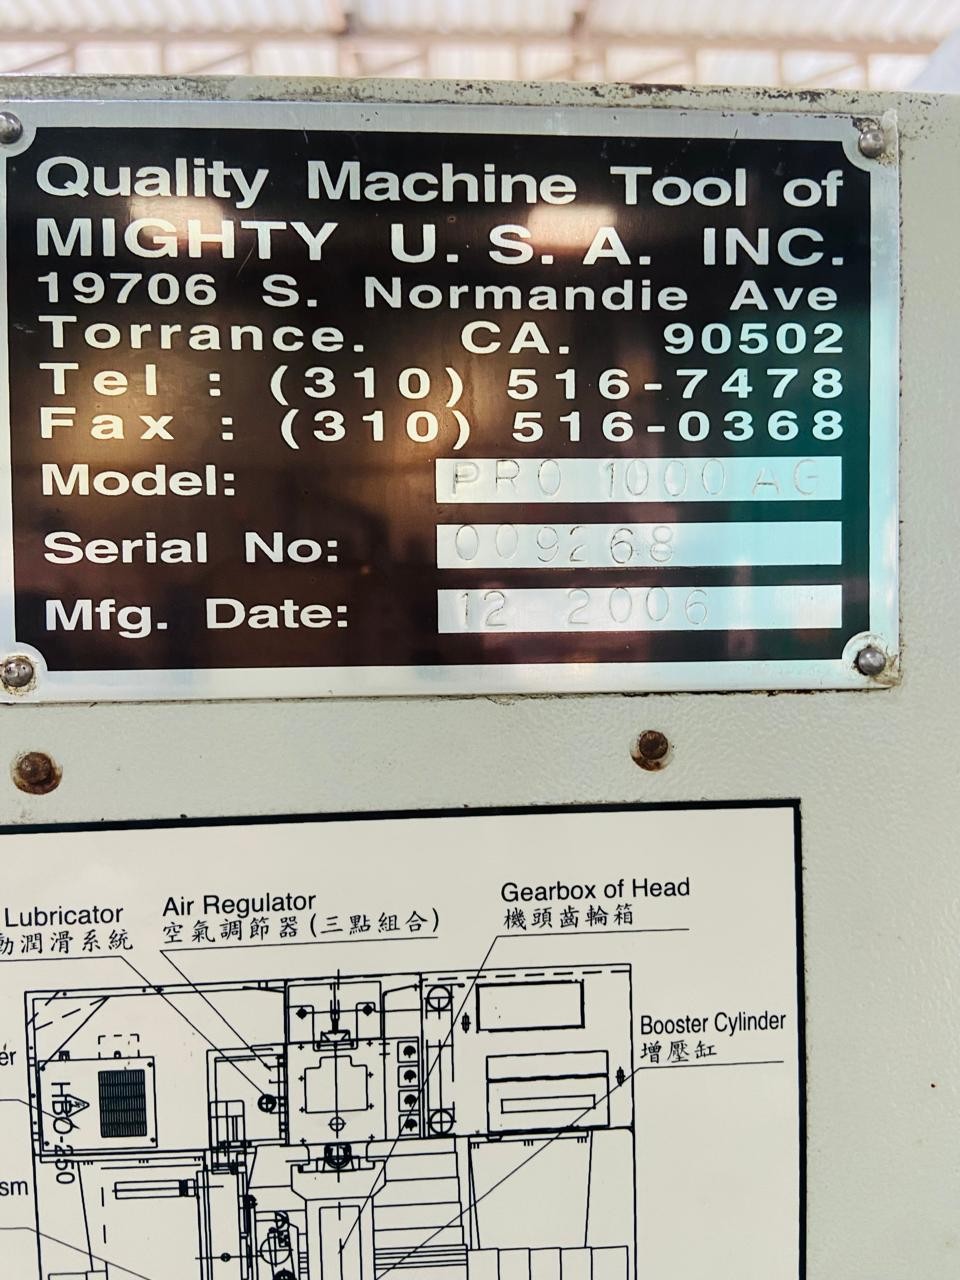 Quality Machine Tool of
MIGHTY U. S. A. INC.
19706 S. Normandie Ave
Torrance. CA. 90502
Tel : (310) 516-7478
Fax : (310) 516-0368
Model: PRO 1000 AG
Serial No: 009268
Mfg. Date: 12 2006
Lubricator
動潤滑系統
Air Regulator
空氣調節器(三點組合)
Gearbox of Head
機頭齒輪箱
Booster Cylinder
增壓缸
er
HBO-250
sm